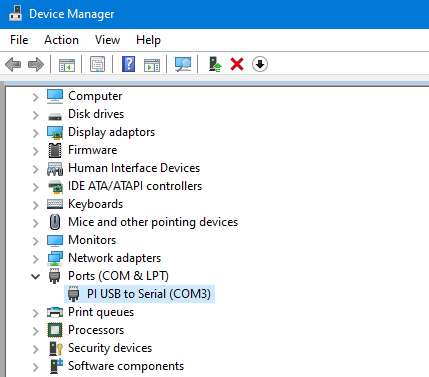 Device Manager
File Action View Help
Computer
Disk drives
Display adaptors
Firmware
Human Interface Devices
IDE ATA/ATAPI controllers
Keyboards
Mice and other pointing devices
Monitors
Network adapters
Ports (COM & LPT)
PI USB to Serial (COM3)
Print queues
Processors
Security devices
Software components